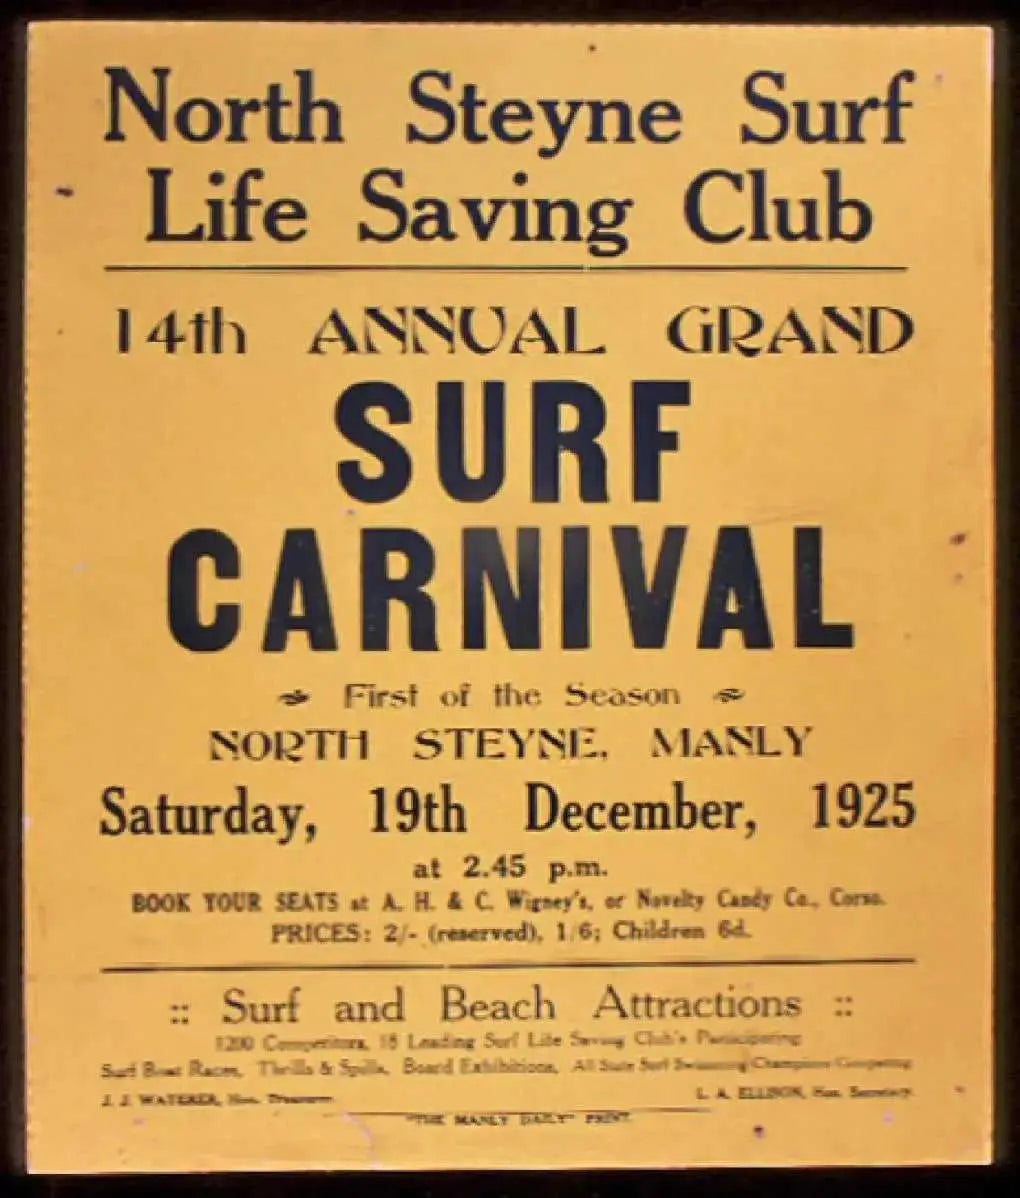 North Steyne Surf
Life Saving Club
14th ANNUAL GRAND
SURF
CARNIVAL
First of the Season
NORTH STEYNE, MANLY
Saturday, 19th December, 1925
at 2.45 p.m.
BOOK YOUR SEATS at A. H. & C. Wigney's, or Novelty Candy Co., Corso.
PRICES: 2/- (reserved), 1/6; Children 6d.
:: Surf and Beach Attractions ::
1200 Competitors, 18 Leading Surf Life Saving Club's Participating
Surf Boat Races, Thrills & Spills, Board Exhibitions, All State Surf Swimming Champions Competing
J. J. WATERER, Hon. Treasurer. L. A. ELLISON, Hon. Secretary.
"THE MANLY DAILY" PRINT.